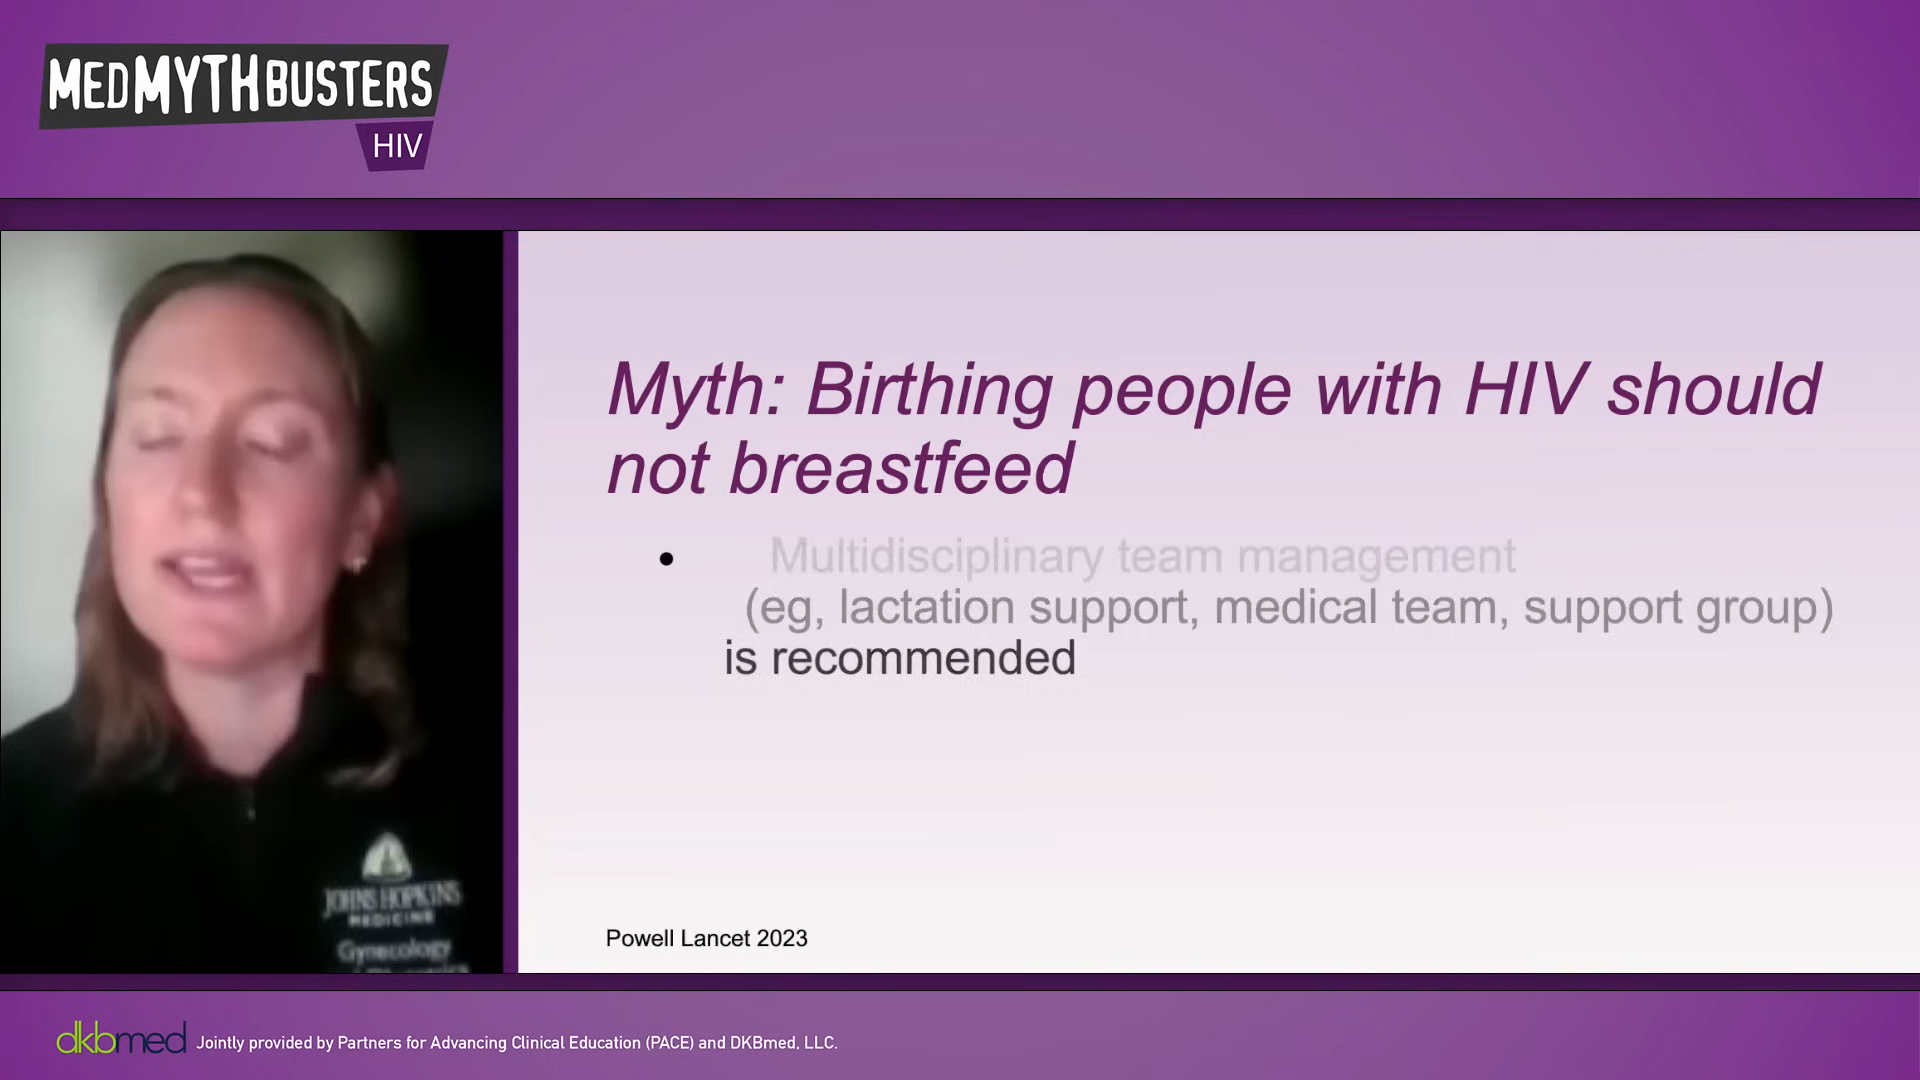 MEDMYTHBUSTERS
HIV
Myth: Birthing people with HIV should
not breastfeed
• Multidisciplinary team management
(eg, lactation support, medical team, support group)
is recommended
JOHNS HOPKINS
MEDICINE
Gynecology
Powell Lancet 2023
dkbmed Jointly provided by Partners for Advancing Clinical Education (PACE) and DKBmed, LLC.